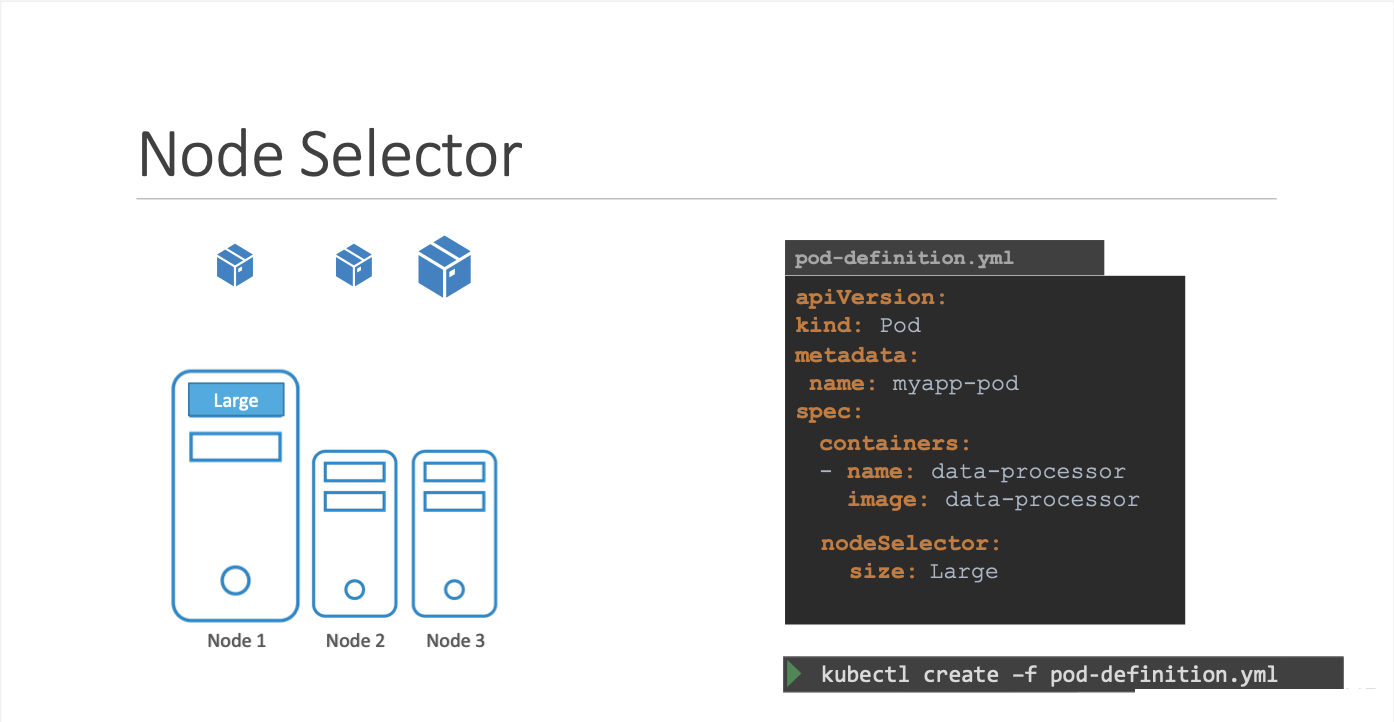 Node Selector
Large
Node 1
Node 2
Node 3
pod-definition.yml
apiVersion:
kind: Pod
metadata:
name: myapp-pod
spec:
containers:
- name: data-processor
image: data-processor
nodeSelector:
size: Large
kubectl create –f pod-definition.yml